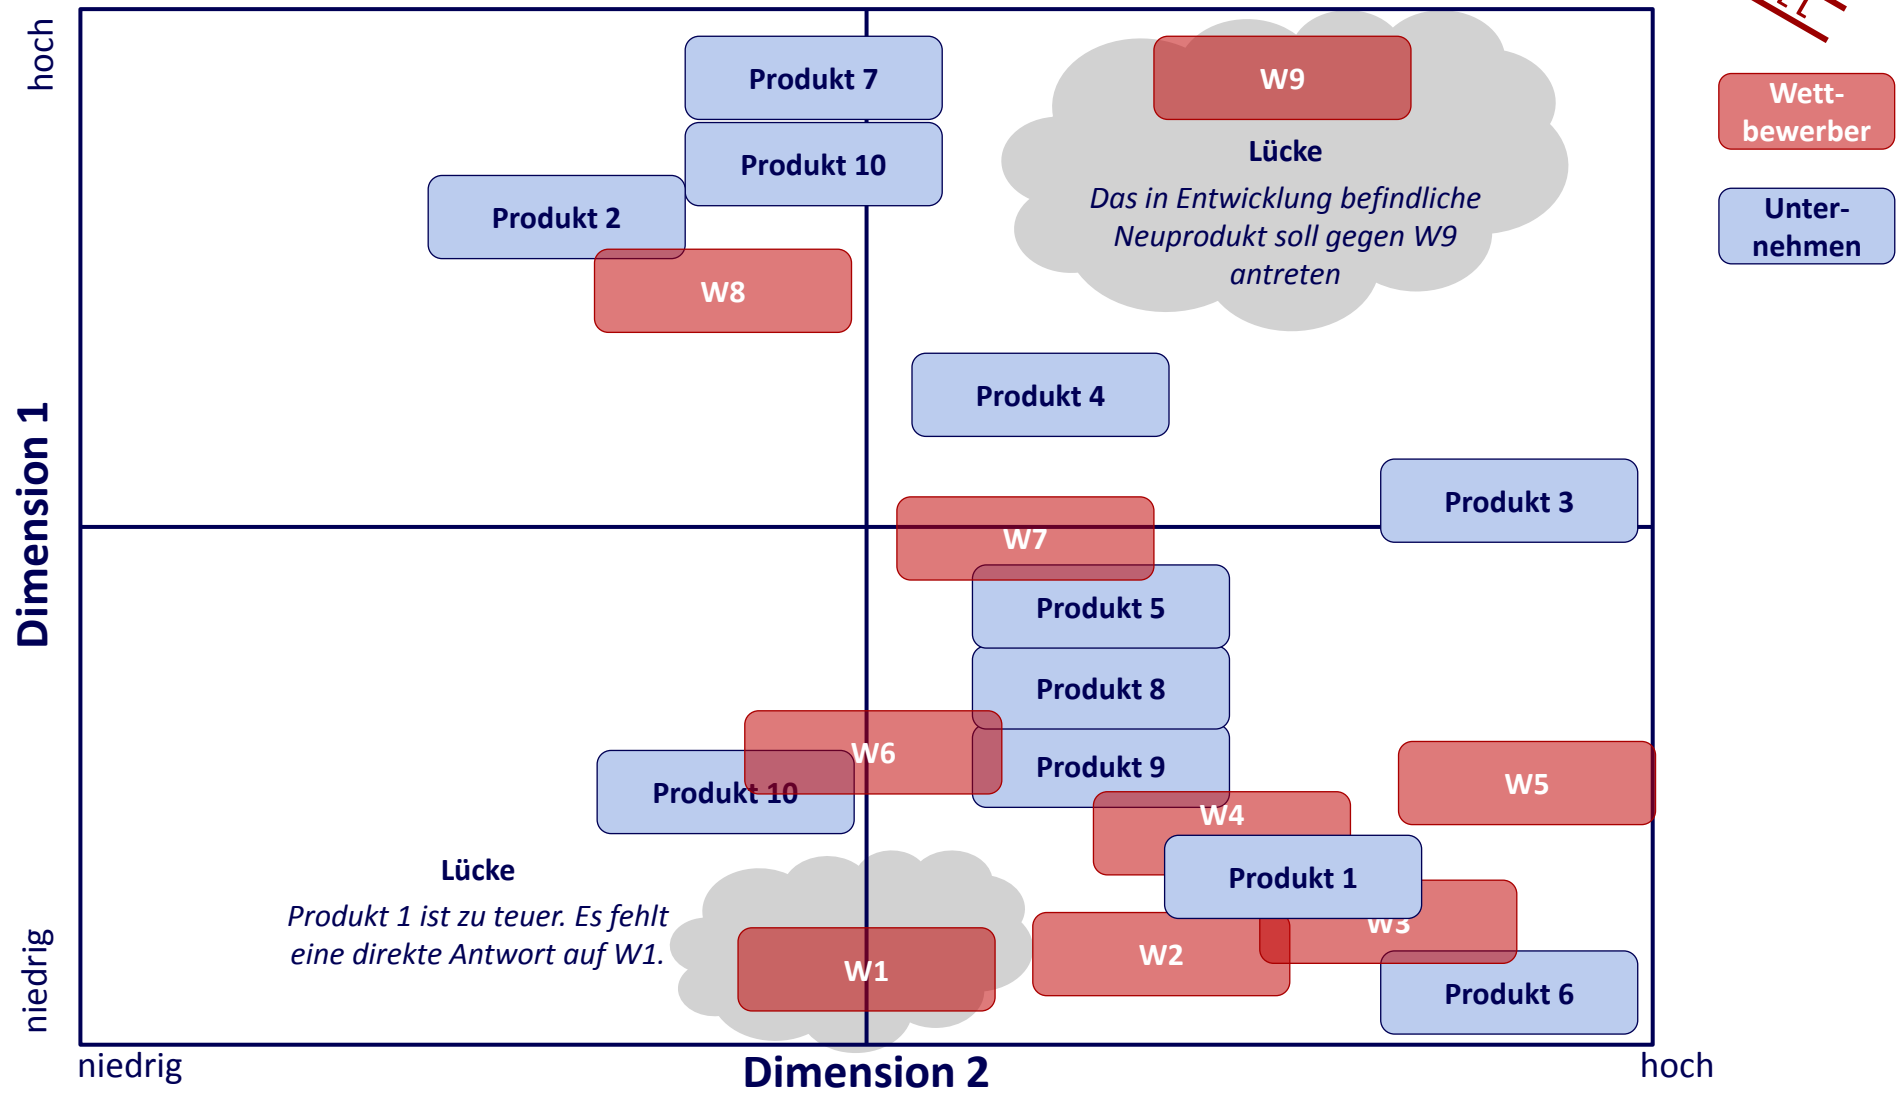 hoch
Produkt 7
W9
Wett-
bewerber
Produkt 10
Lücke
Das in Entwicklung befindliche
Neuprodukt soll gegen W9
antreten
Produkt 2
Unter-
nehmen
W8
Produkt 4
Dimension 1
Produkt 3
W7
Produkt 5
Produkt 8
W6
Produkt 9
Produkt 10
W5
W4
Lücke
Produkt 1 ist zu teuer. Es fehlt
eine direkte Antwort auf W1.
Produkt 1
W3
W2
W1
Produkt 6
niedrig
niedrig
Dimension 2
hoch